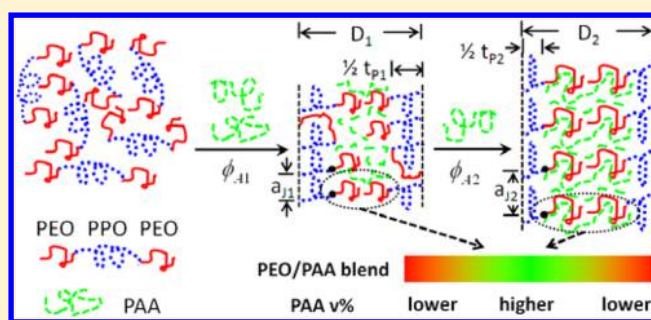 D1
D2
½ tP1
½ tP2
ϕA1
ϕA2
aJ1
aJ2
PEO PPO PEO
PAA
PEO/PAA blend
PAA v% lower higher lower